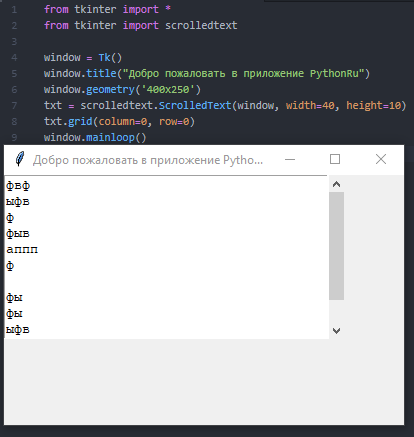 1 from tkinter import *
2 from tkinter import scrolledtext
3
4 window = Tk()
5 window.title("Добро пожаловать в приложение PythonRu")
6 window.geometry('400x250')
7 txt = scrolledtext.ScrolledText(window, width=40, height=10)
8 txt.grid(column=0, row=0)
9 window.mainloop()
Добро пожаловать в приложение Pytho...
фвф
ыфв
ф
фыв
аппп
ф
фы
фы
ыфв